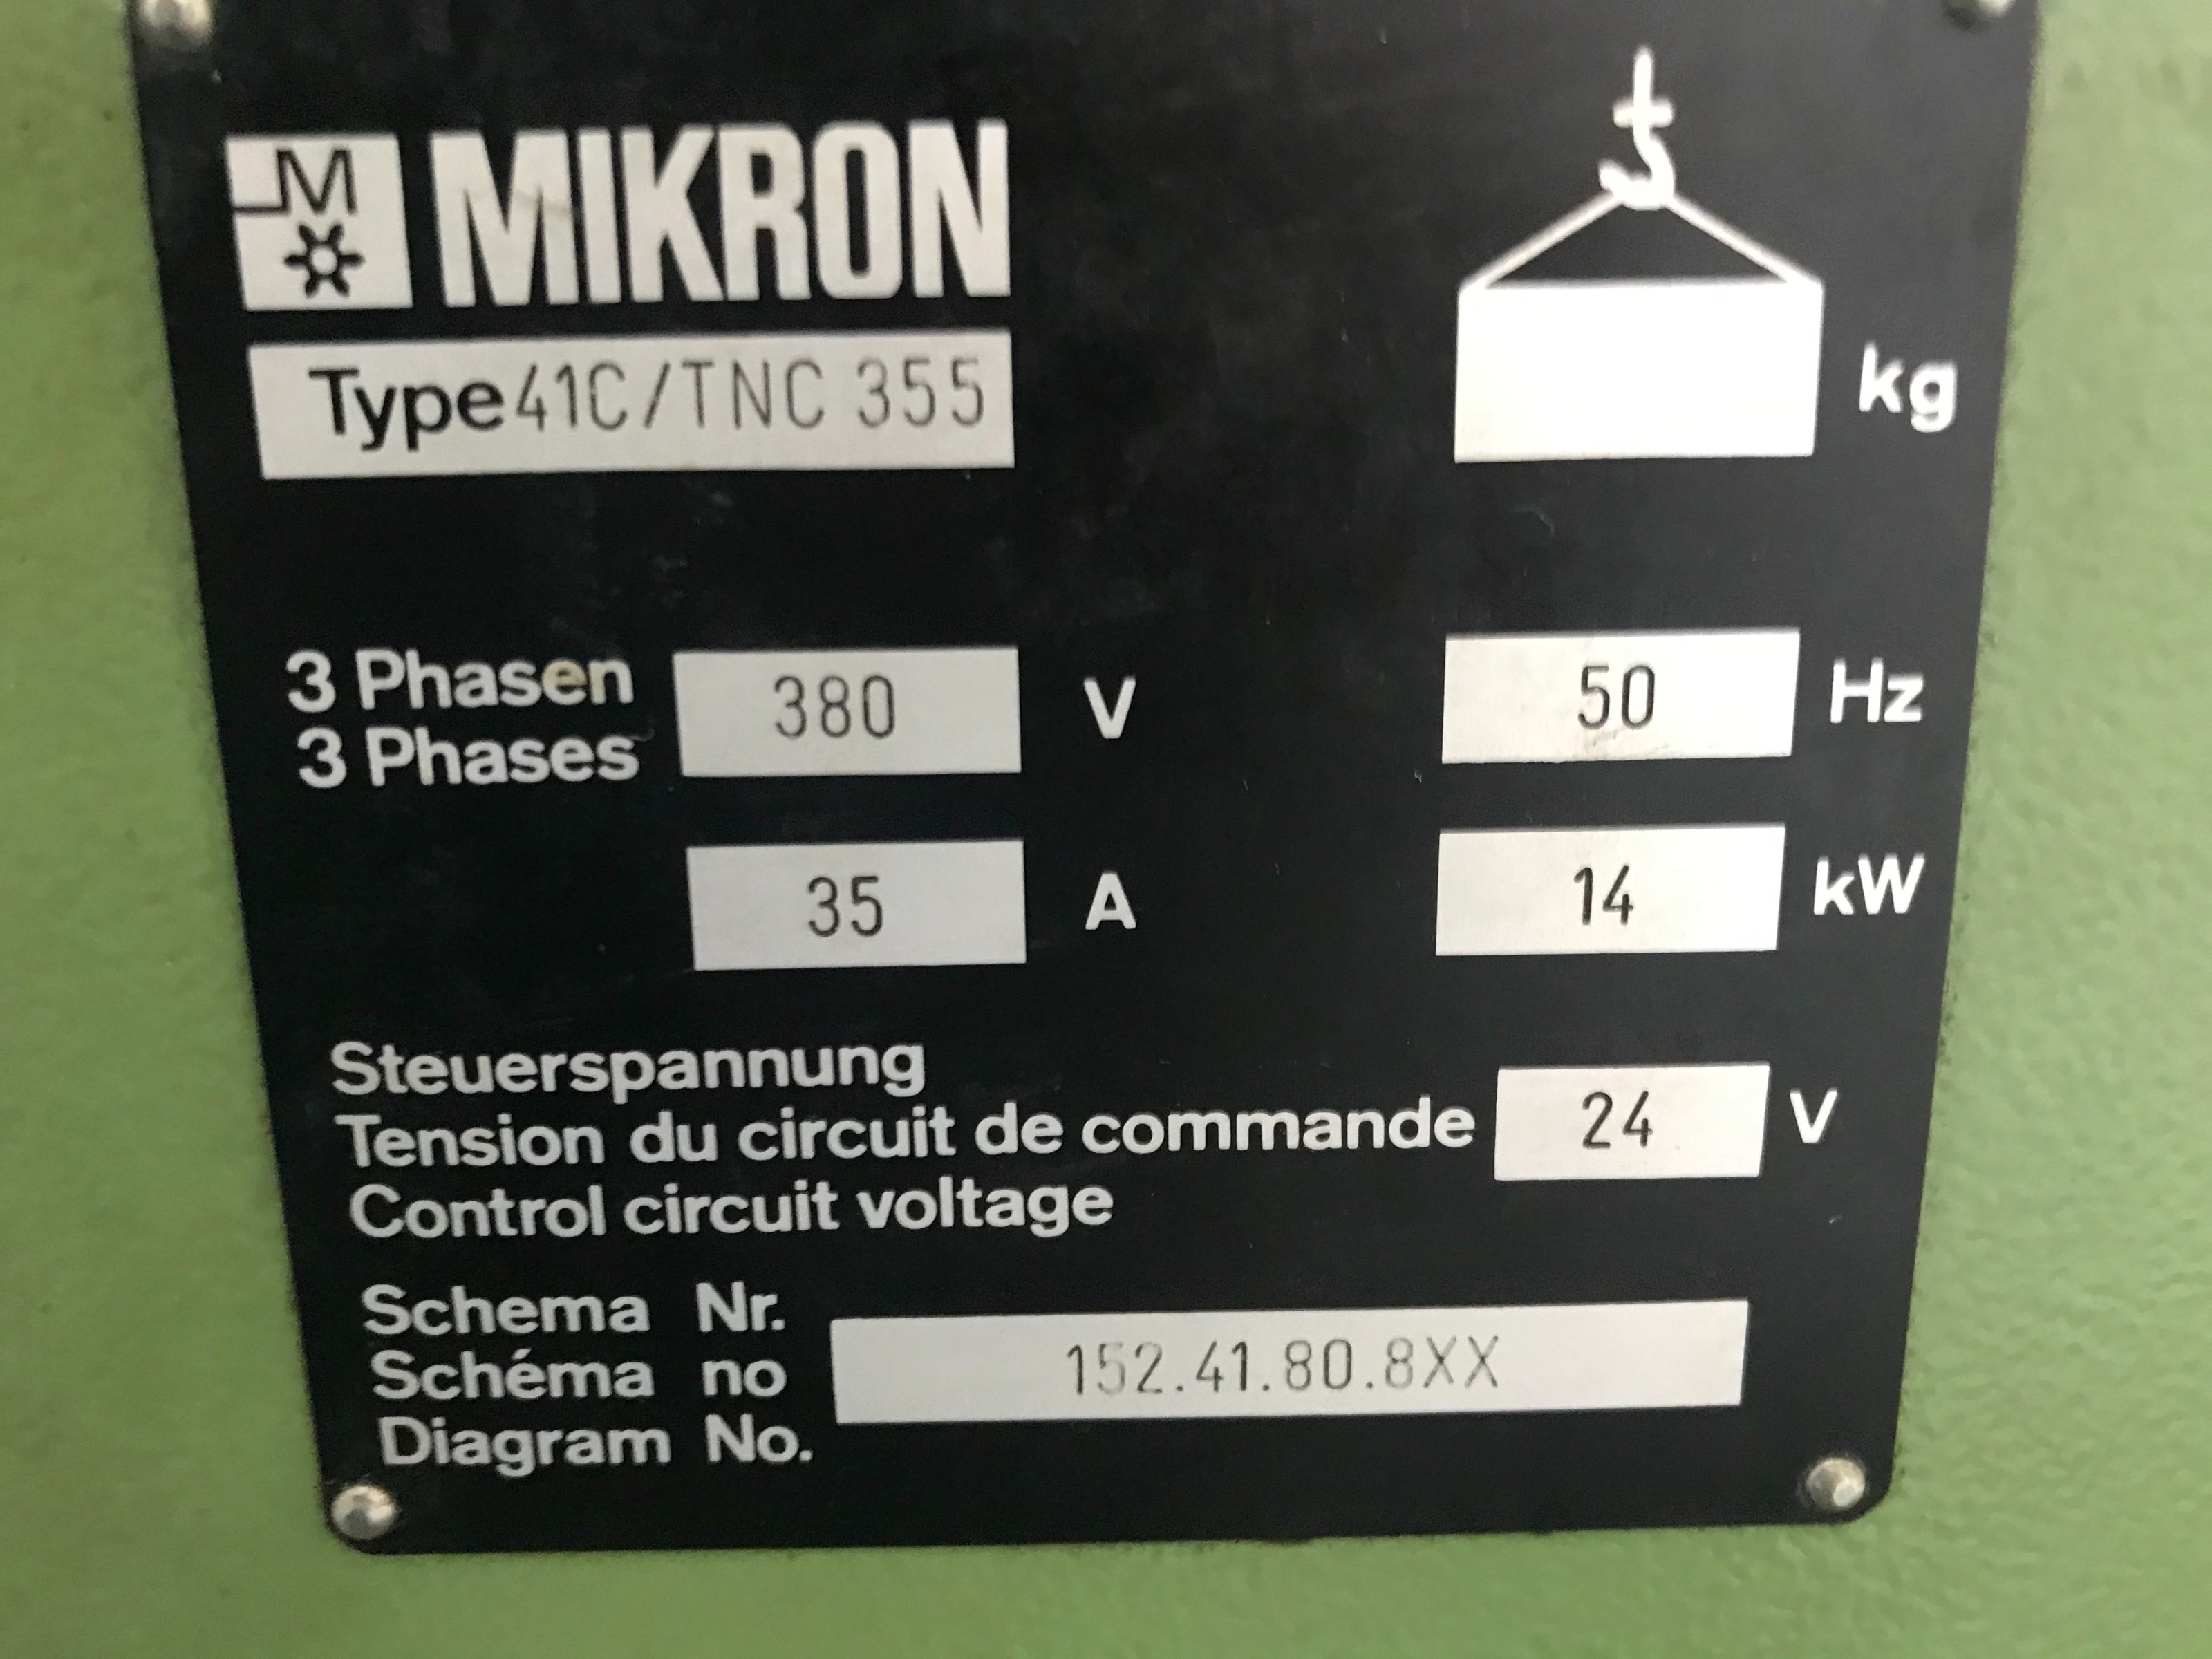 M
MIKRON
Type 41C/TNC 355
kg
3 Phasen
3 Phases
380 V
50 Hz
35 A
14 kW
Steuerspannung
Tension du circuit de commande 24 V
Control circuit voltage
Schema Nr.
Schéma no
152.41.80.8XX
Diagram No.